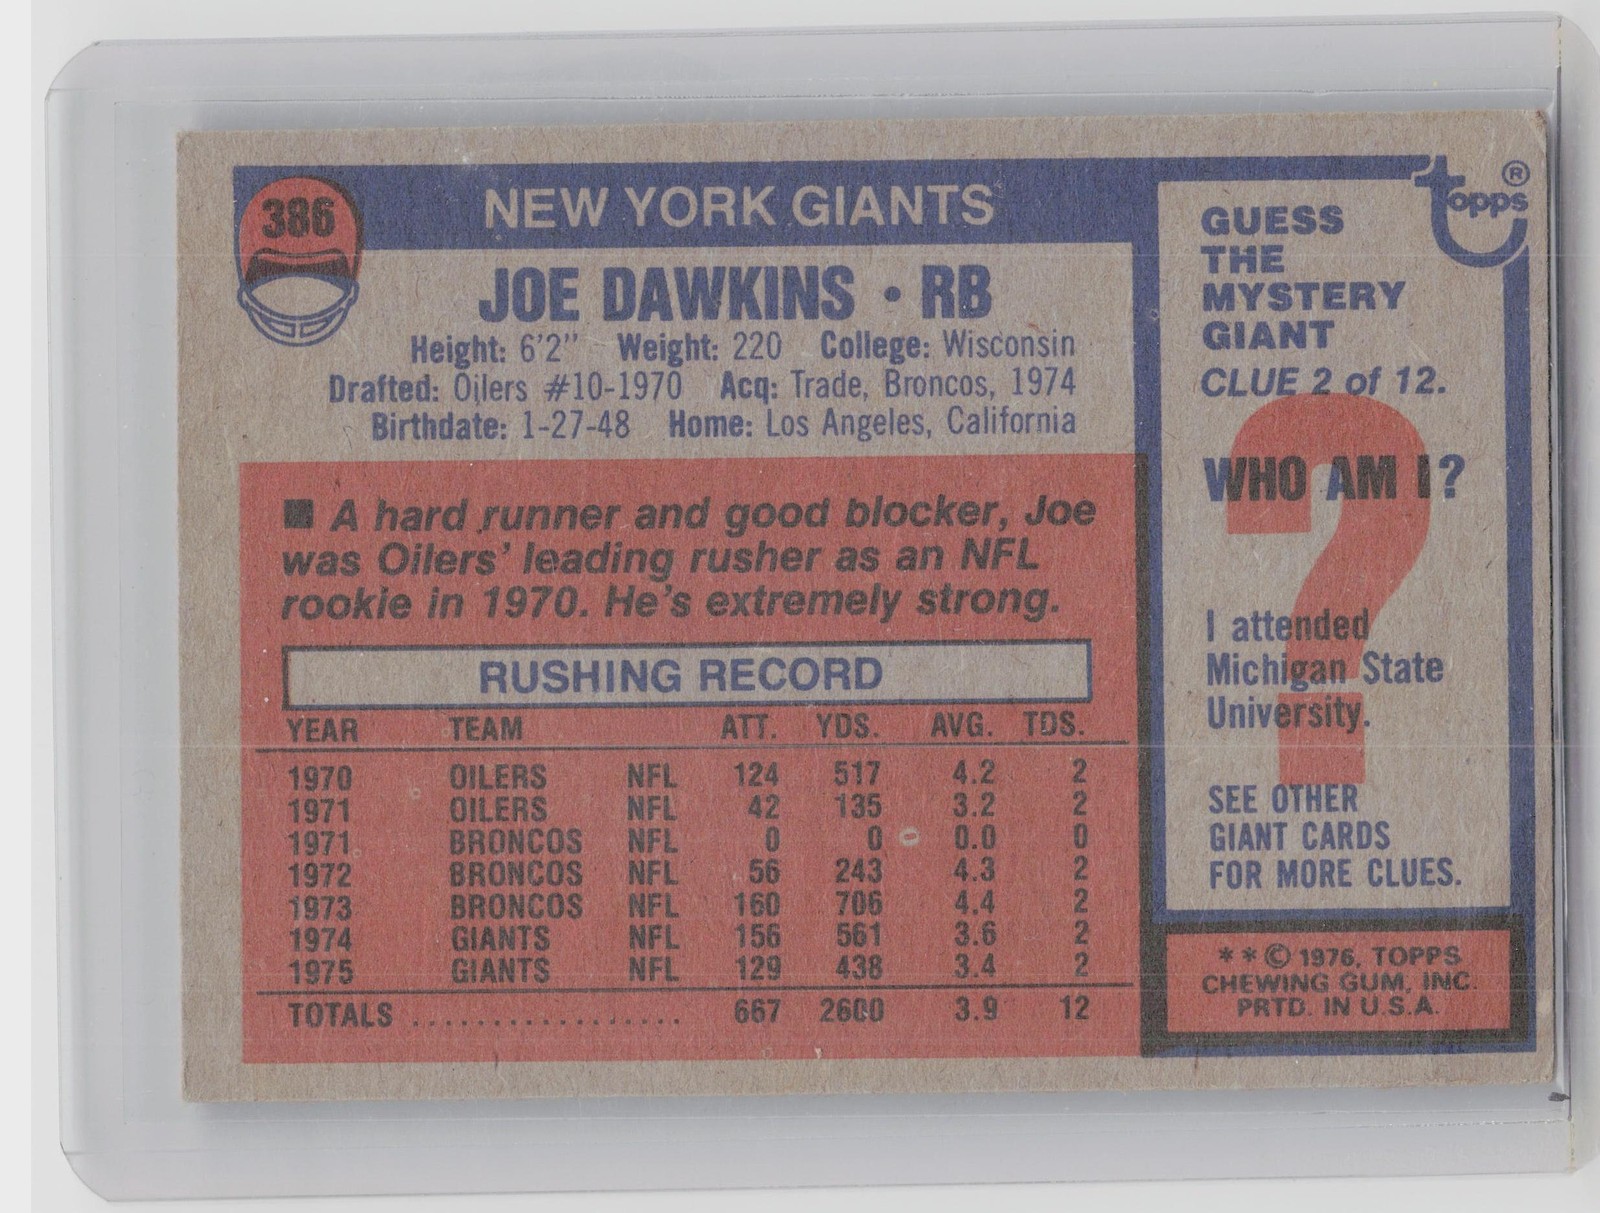 386
NEW YORK GIANTS
JOE DAWKINS • RB
Height: 6'2" Weight: 220 College: Wisconsin
Drafted: Oilers #10-1970 Acq: Trade, Broncos, 1974
Birthdate: 1-27-48 Home: Los Angeles, California
■ A hard runner and good blocker, Joe
was Oilers' leading rusher as an NFL
rookie in 1970. He's extremely strong.
RUSHING RECORD
YEAR TEAM ATT. YDS. AVG. TDS.
1970 OILERS NFL 124 517 4.2 2
1971 OILERS NFL 42 135 3.2 2
1971 BRONCOS NFL 0 0 0.0 0
1972 BRONCOS NFL 56 243 4.3 2
1973 BRONCOS NFL 160 706 4.4 2
1974 GIANTS NFL 156 561 3.6 2
1975 GIANTS NFL 129 438 3.4 2
TOTALS .................. 667 2600 3.9 12
topps®
GUESS
THE
MYSTERY
GIANT
CLUE 2 of 12.
?
WHO AM I?
I attended
Michigan State
University.
SEE OTHER
GIANT CARDS
FOR MORE CLUES.
**© 1976, TOPPS
CHEWING GUM, INC.
PRTD. IN U.S.A.